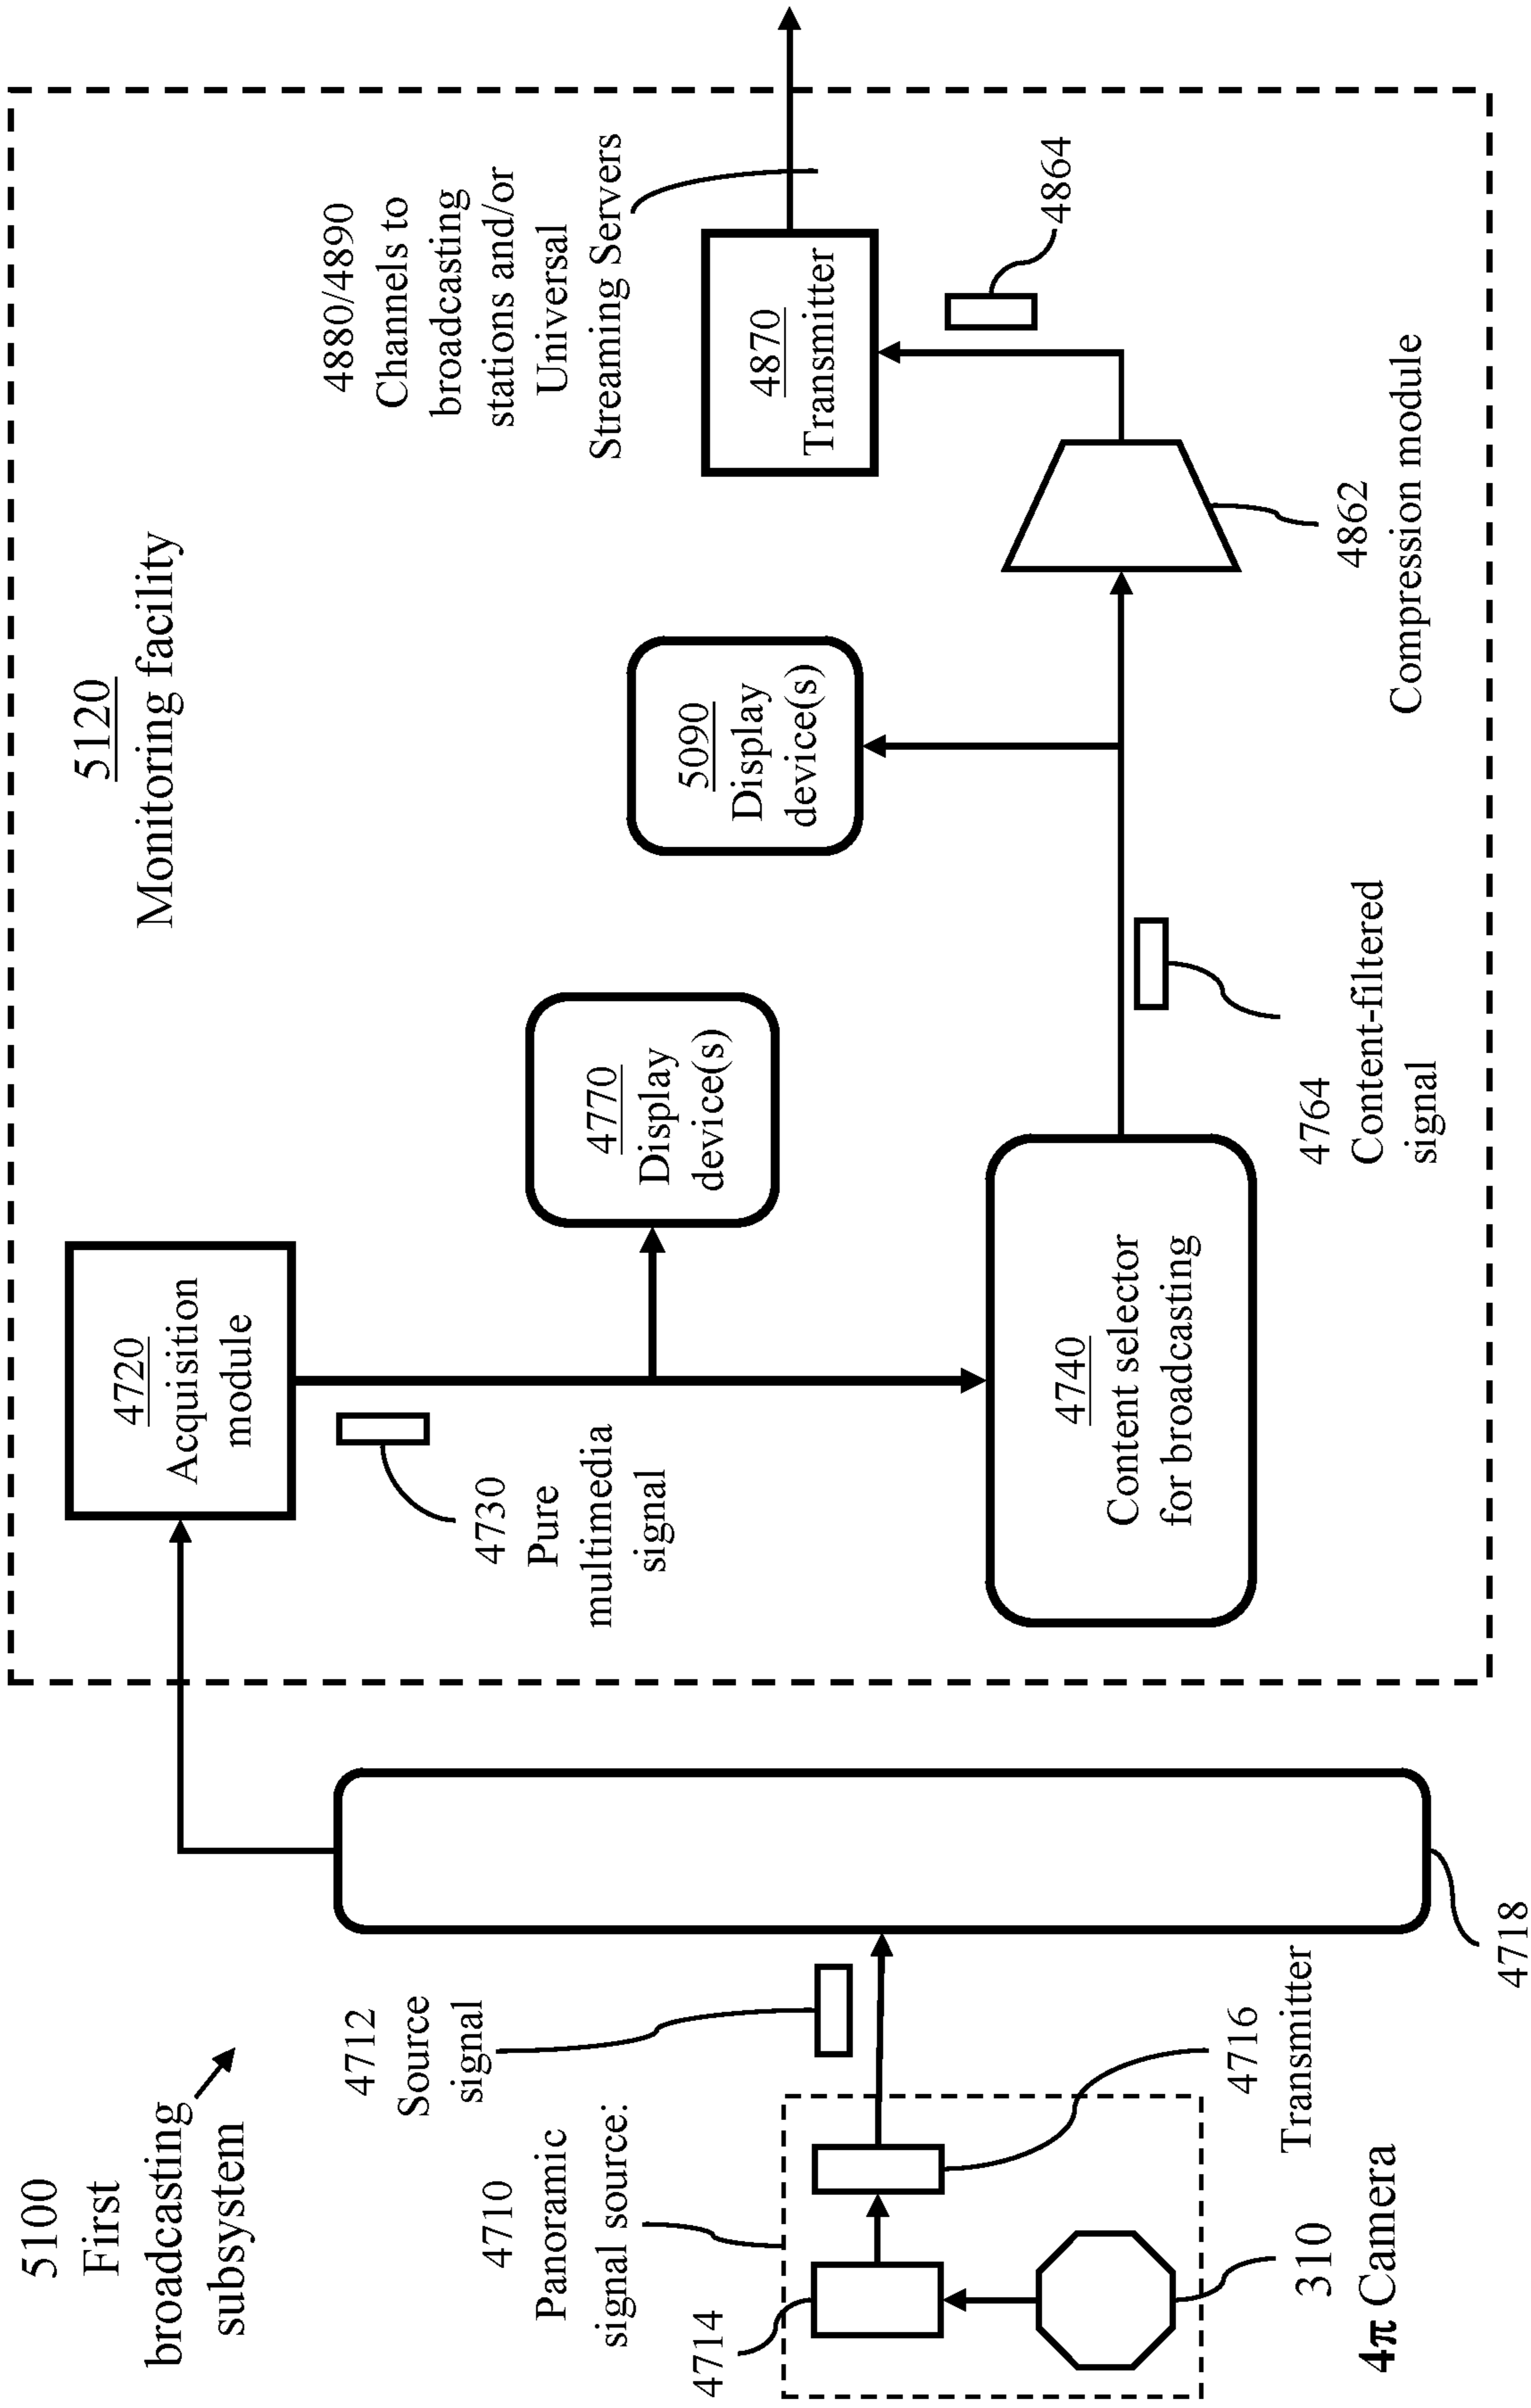 5100
First
broadcasting
subsystem
5120
Monitoring facility
4720
Acquisition
module
4730
Pure
multimedia
signal
4770
Display
device(s)
5090
Display
device(s)
4880/4890
Channels to
broadcasting
stations and/or
Universal
Streaming Servers
4870
Transmitter
4864
4862
Compression module
4740
Content selector
for broadcasting
4764
Content-filtered
signal
4712
Source
signal
4710
Panoramic
signal source:
4714
4716
Transmitter
310
4π Camera
4718